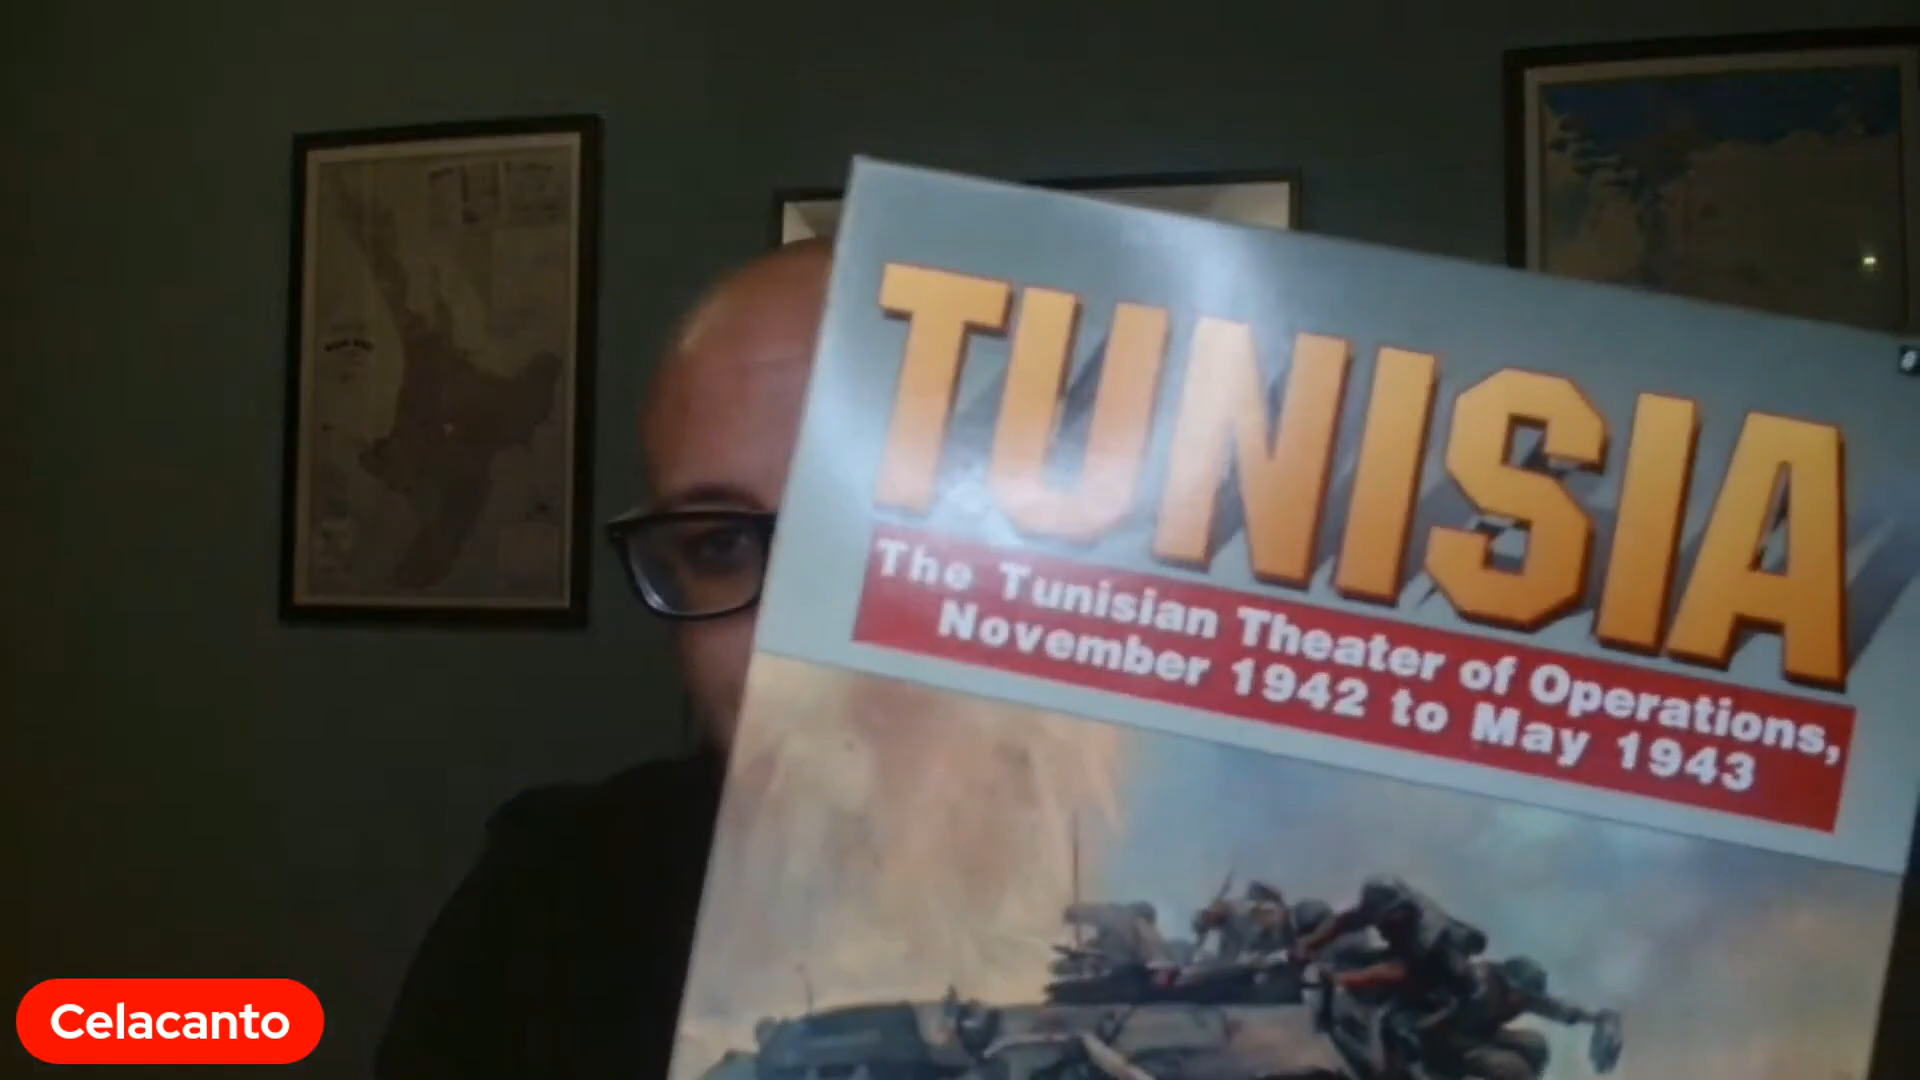 TUNISIA
The Tunisian Theater of Operations,
November 1942 to May 1943
Celacanto